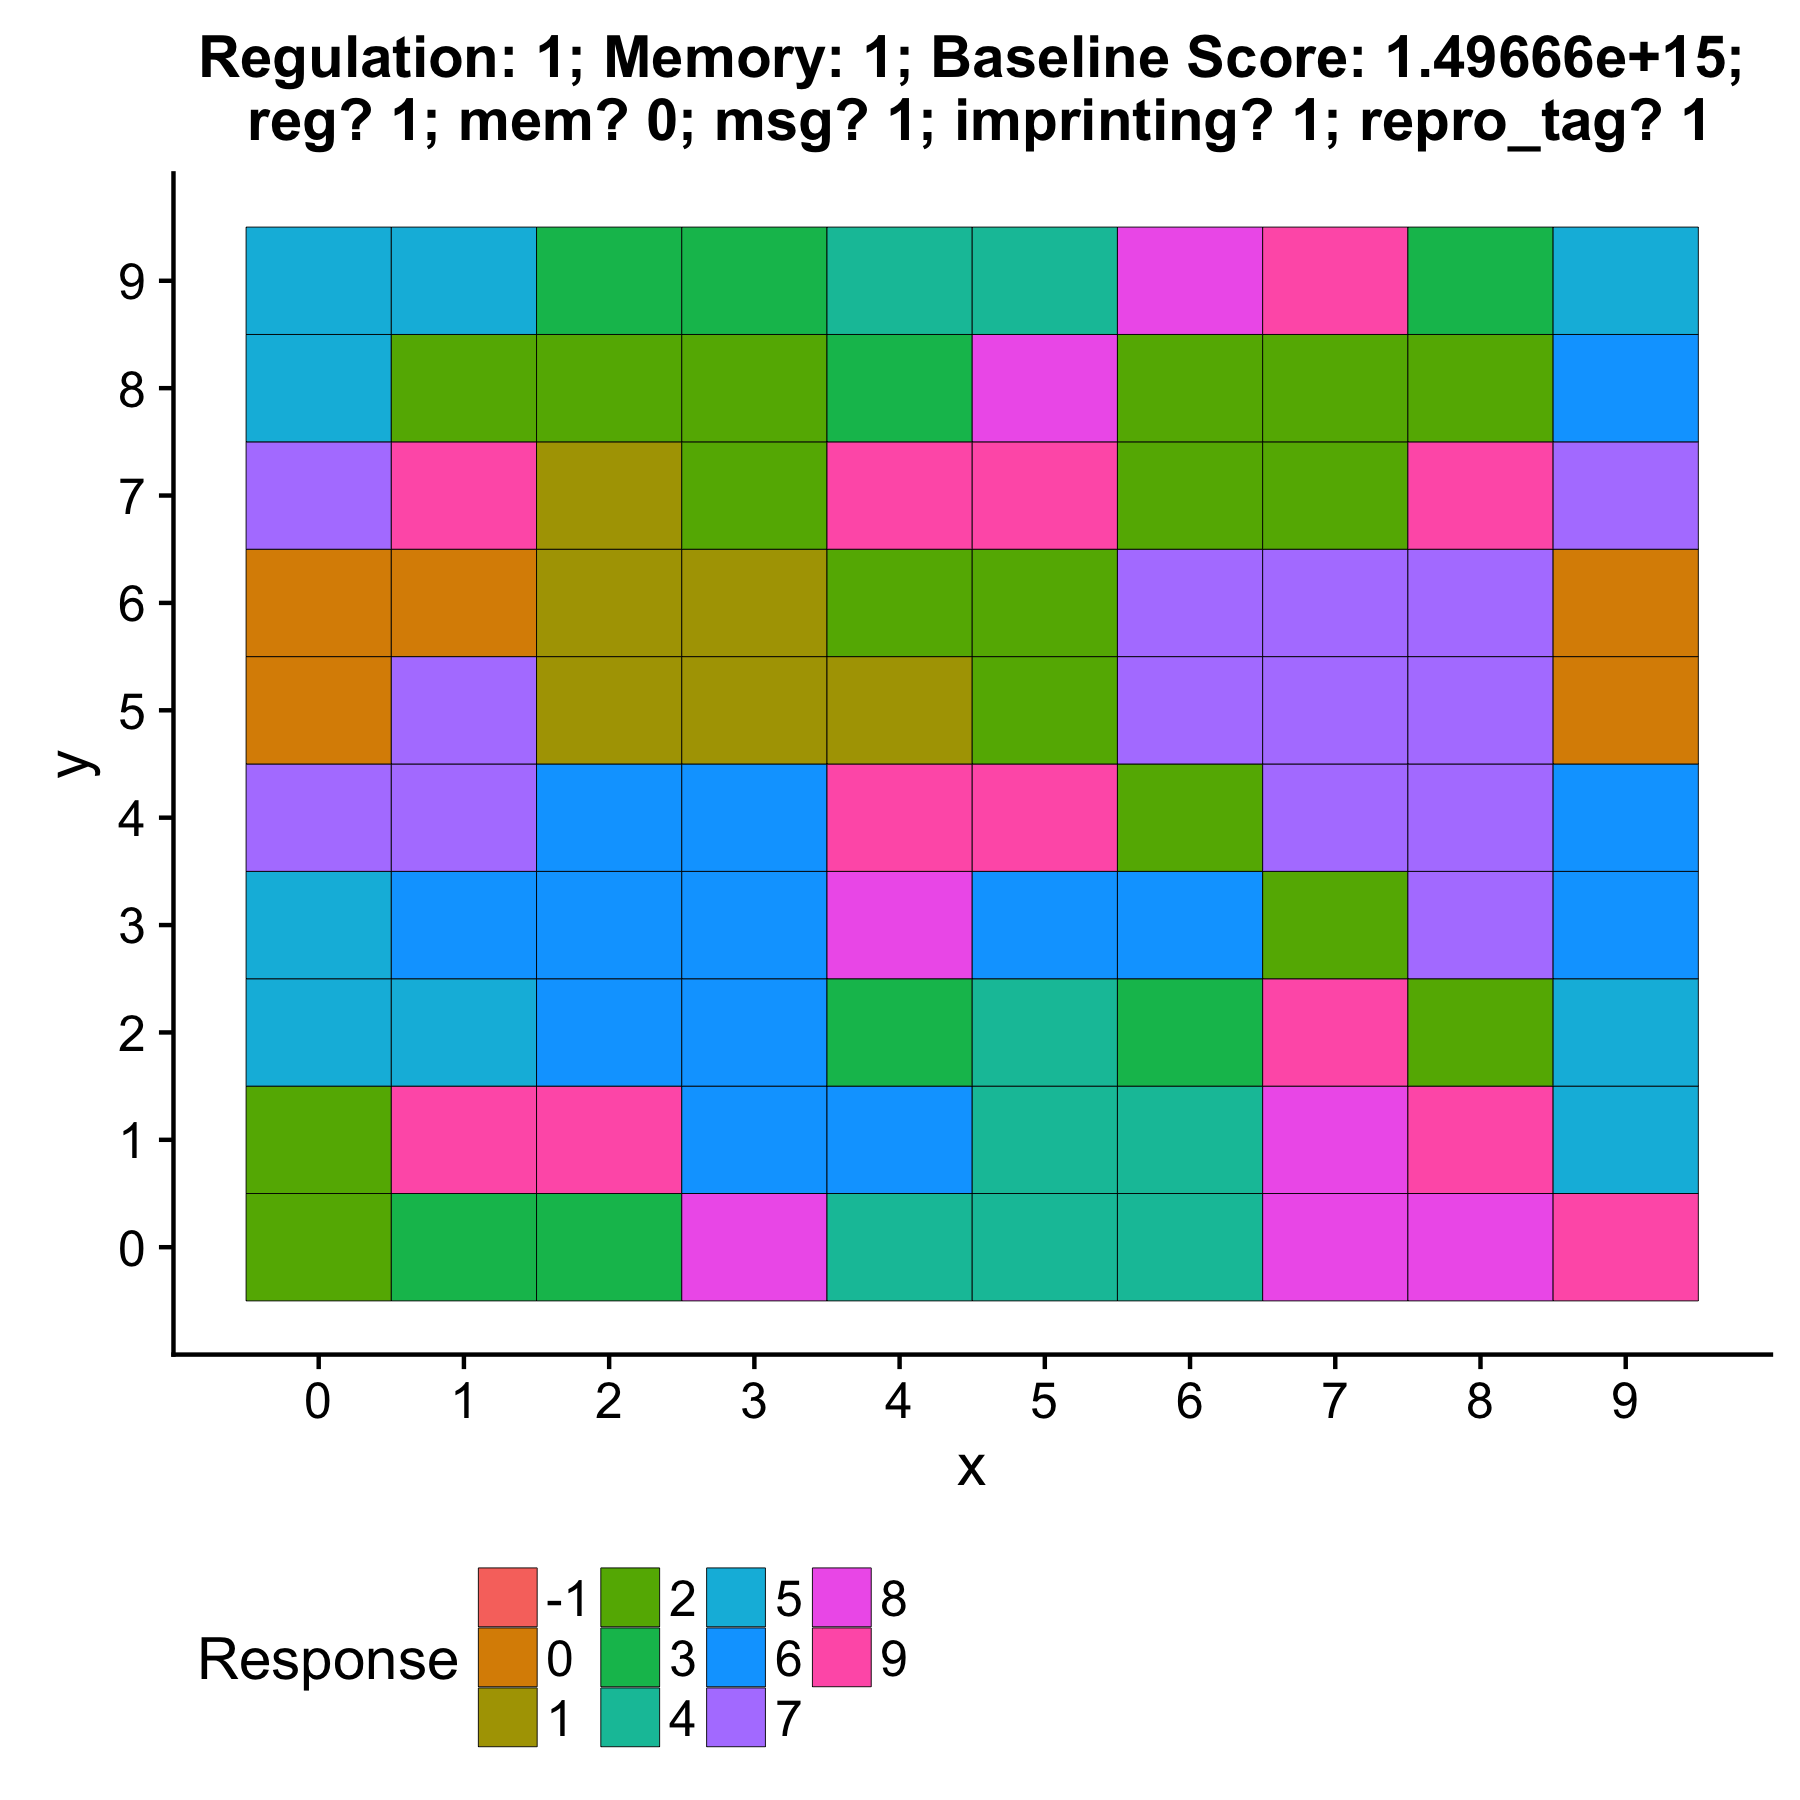 Regulation: 1; Memory: 1; Baseline Score: 1.49666e+15;
reg? 1; mem? 0; msg? 1; imprinting? 1; repro_tag? 1
9
8
7
6
5
4
3
2
1
0
y
0 1 2 3 4 5 6 7 8 9
x
Response
-1 2 5 8
0 3 6 9
1 4 7